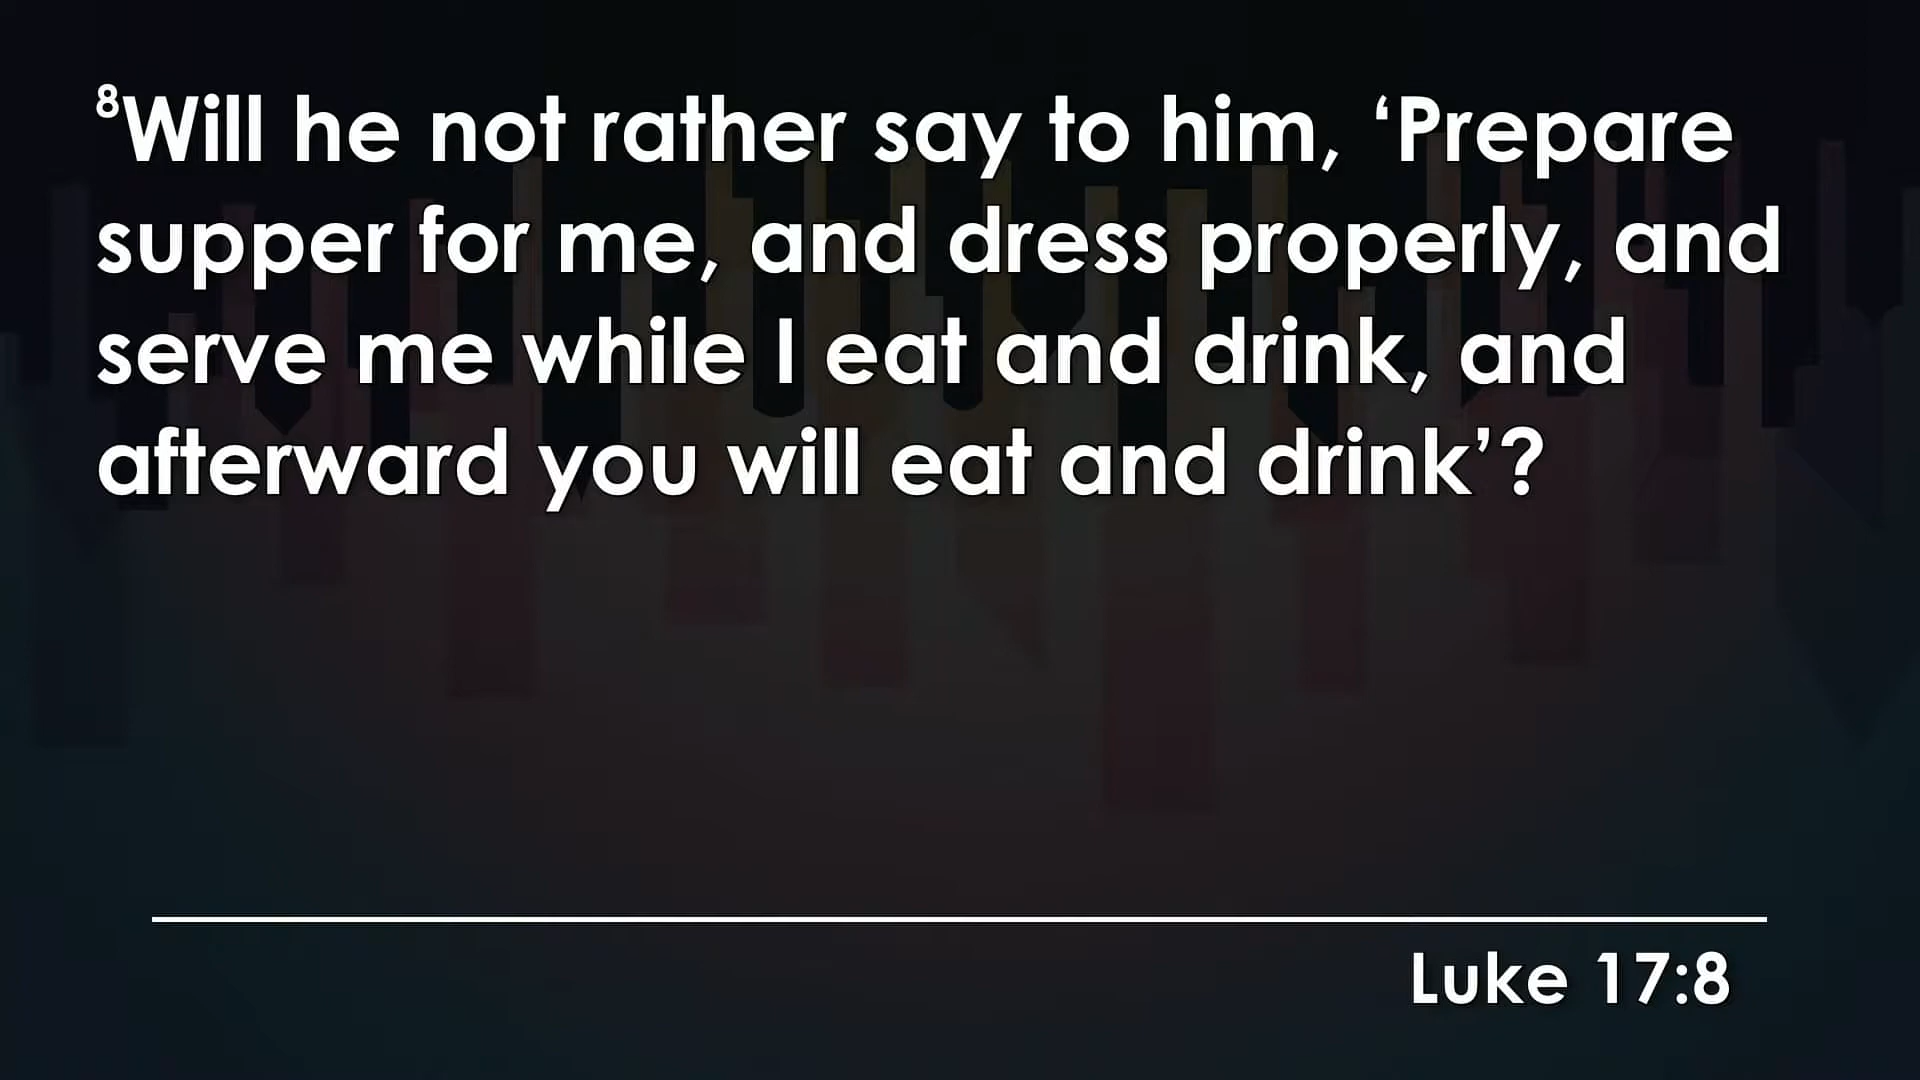 ⁸Will he not rather say to him, ‘Prepare
supper for me, and dress properly, and
serve me while I eat and drink, and
afterward you will eat and drink’?
Luke 17:8